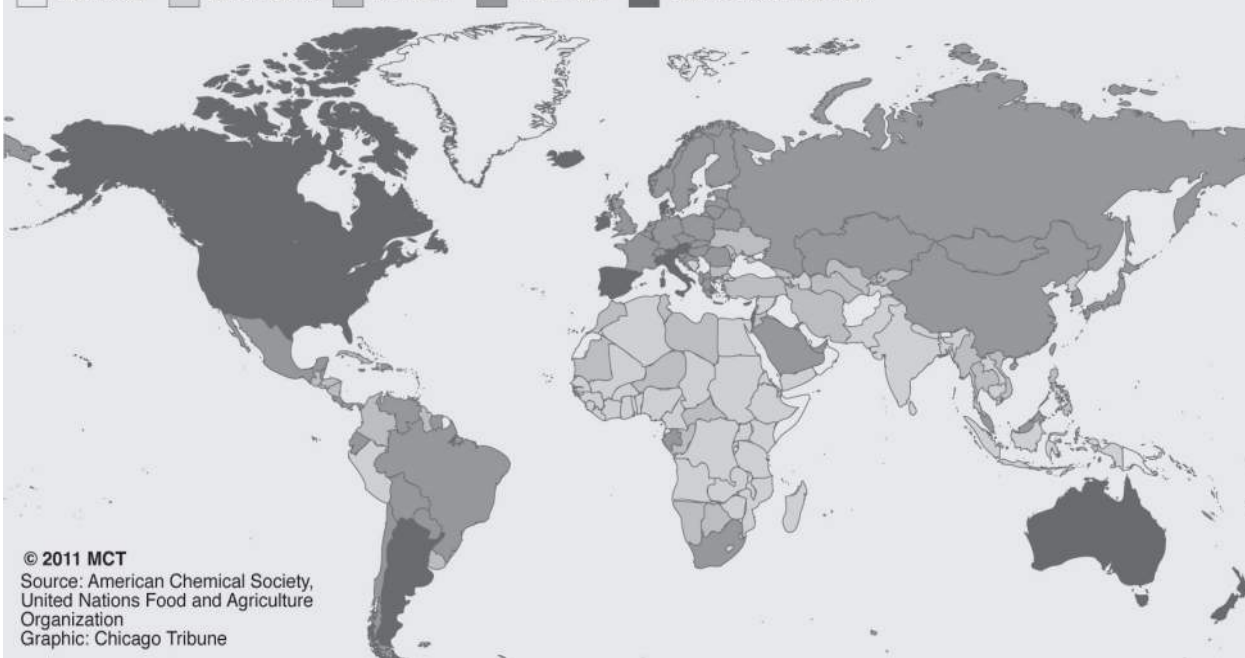 © 2011 MCT
Source: American Chemical Society,
United Nations Food and Agriculture
Organization
Graphic: Chicago Tribune